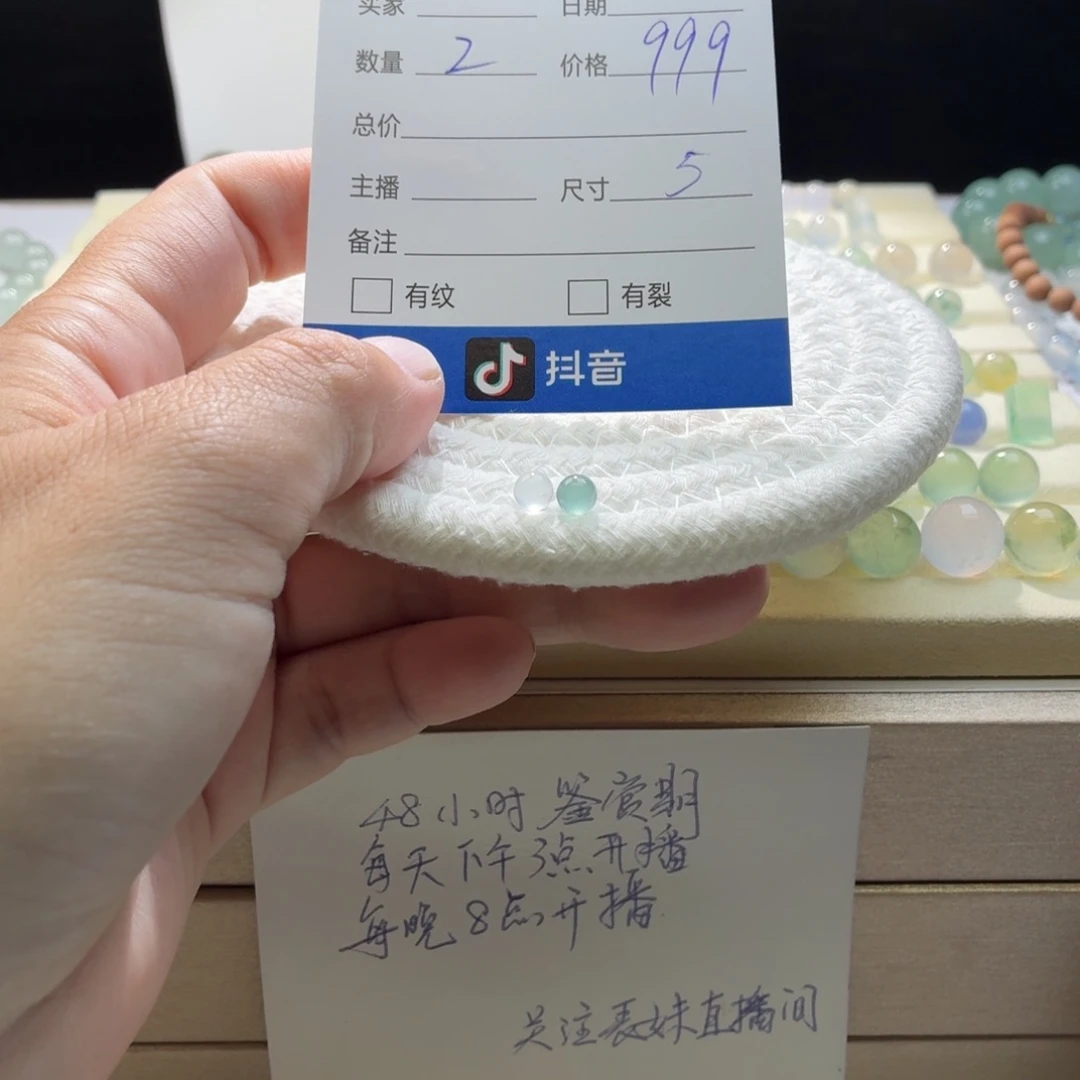 买家 日期
数量 2 价格 999
总价
主播 尺寸 5
备注
有纹 有裂
抖音
48小时鉴赏期
每天下午3点开播
每晚8点开播
关注表妹直播间